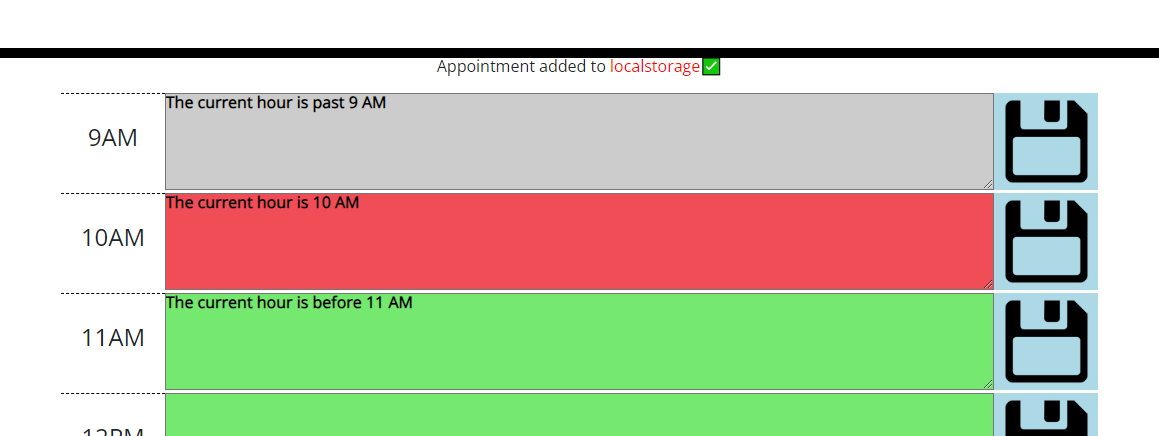 Appointment added to localstorage✅
The current hour is past 9 AM
9AM
The current hour is 10 AM
10AM
The current hour is before 11 AM
11AM
12PM